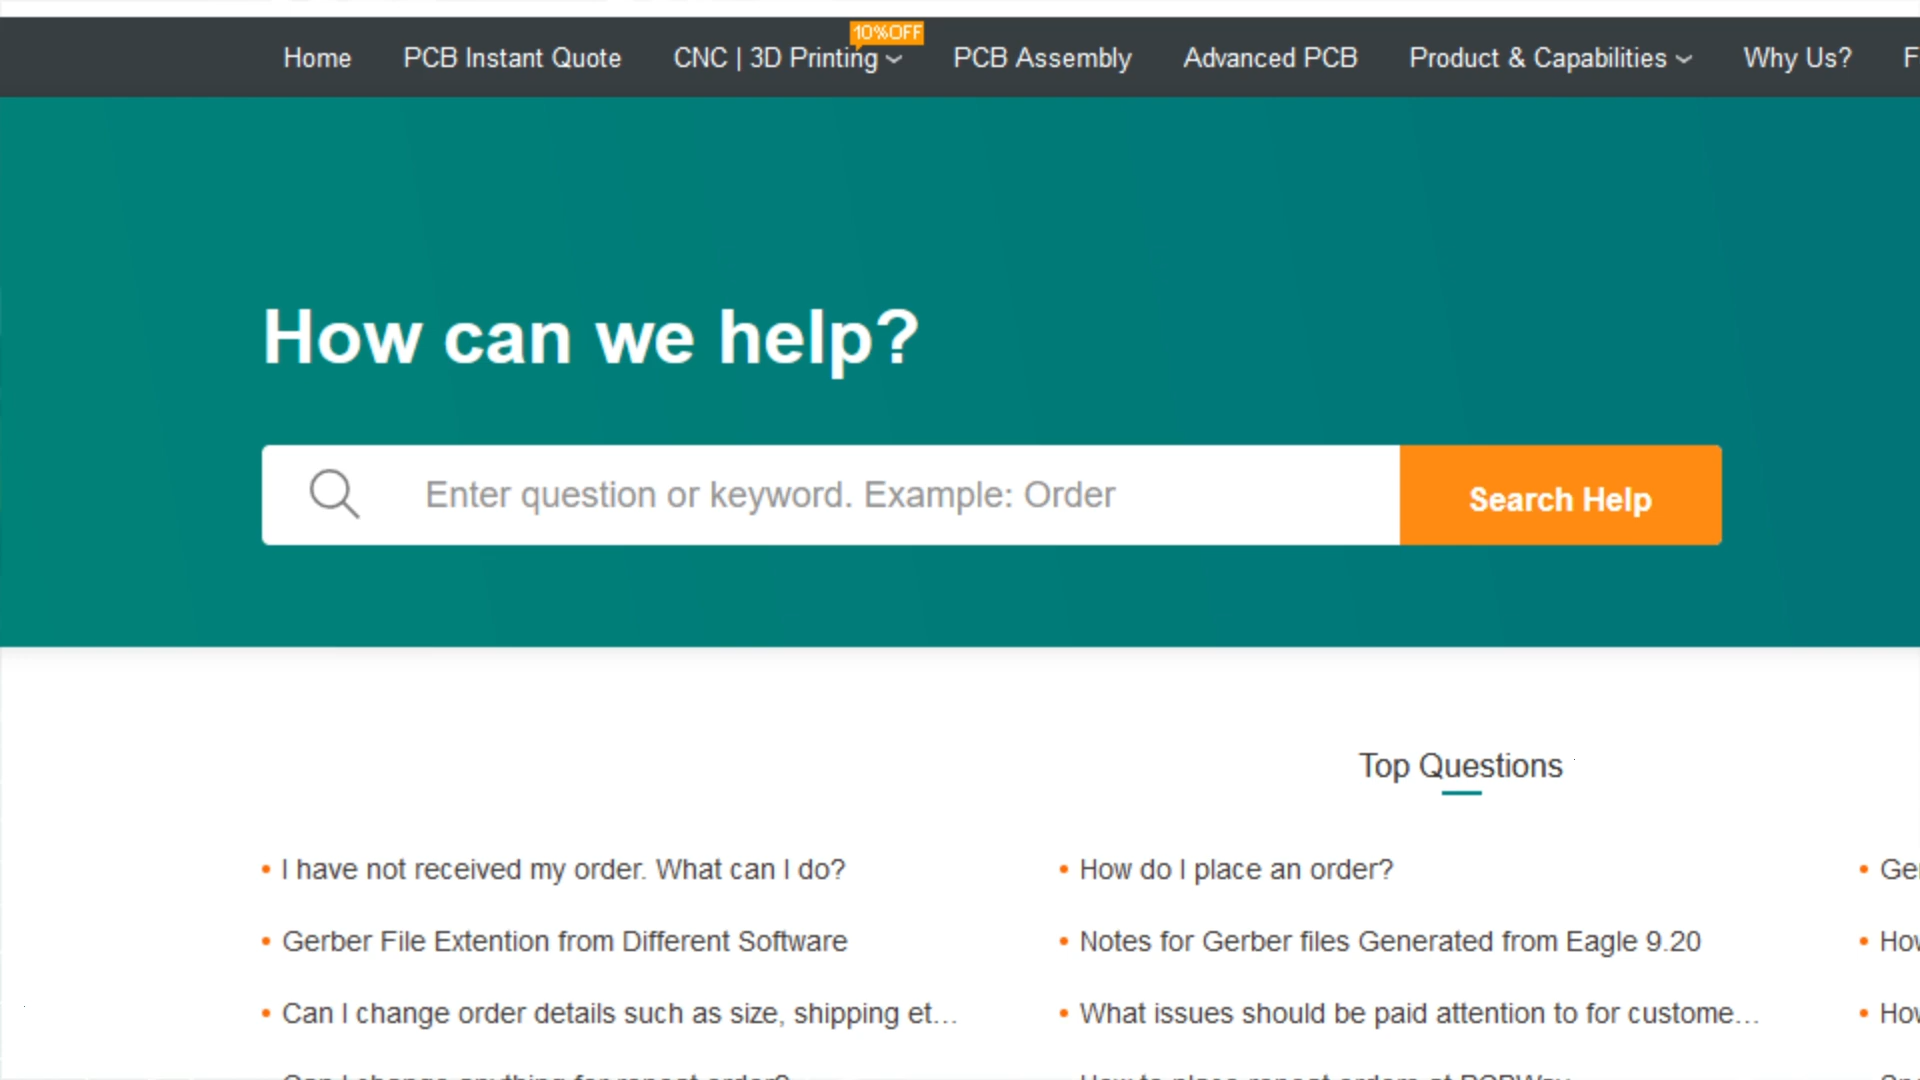 10%OFF
Home PCB Instant Quote CNC | 3D Printing PCB Assembly Advanced PCB Product & Capabilities Why Us?
How can we help?
Enter question or keyword. Example: Order
Search Help
Top Questions
• I have not received my order. What can I do?
• How do I place an order?
• Gerber File Extention from Different Software
• Notes for Gerber files Generated from Eagle 9.20
• Can I change order details such as size, shipping et...
• What issues should be paid attention to for custome...